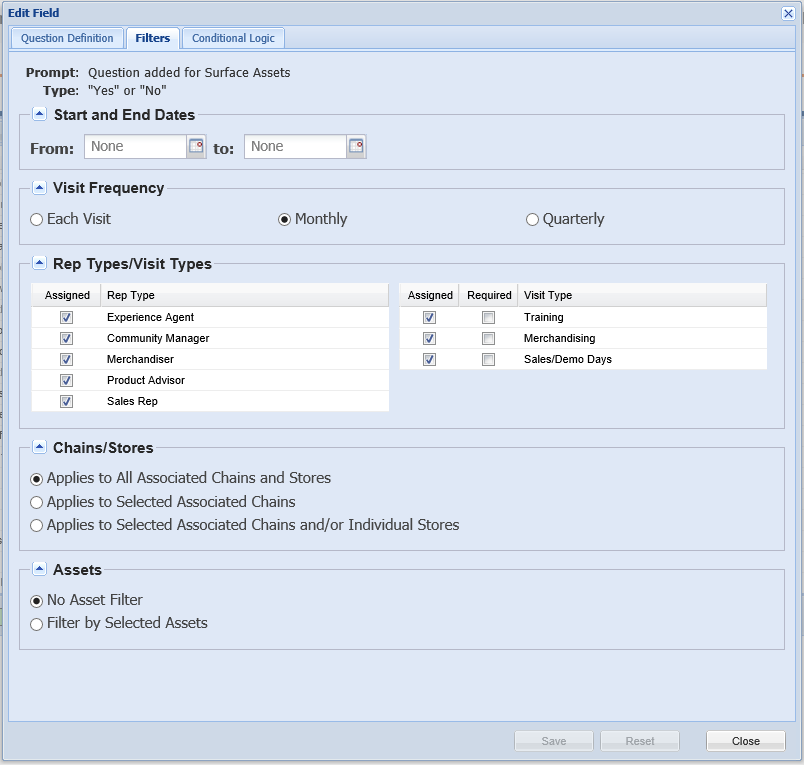 Edit Field
Question Definition Filters Conditional Logic
Prompt: Question added for Surface Assets
Type: "Yes" or "No"
Start and End Dates
From: None to: None
Visit Frequency
Each Visit Monthly Quarterly
Rep Types/Visit Types
Assigned Rep Type Assigned Required Visit Type
Experience Agent Training
Community Manager Merchandising
Merchandiser Sales/Demo Days
Product Advisor
Sales Rep
Chains/Stores
Applies to All Associated Chains and Stores
Applies to Selected Associated Chains
Applies to Selected Associated Chains and/or Individual Stores
Assets
No Asset Filter
Filter by Selected Assets
Save Reset Close